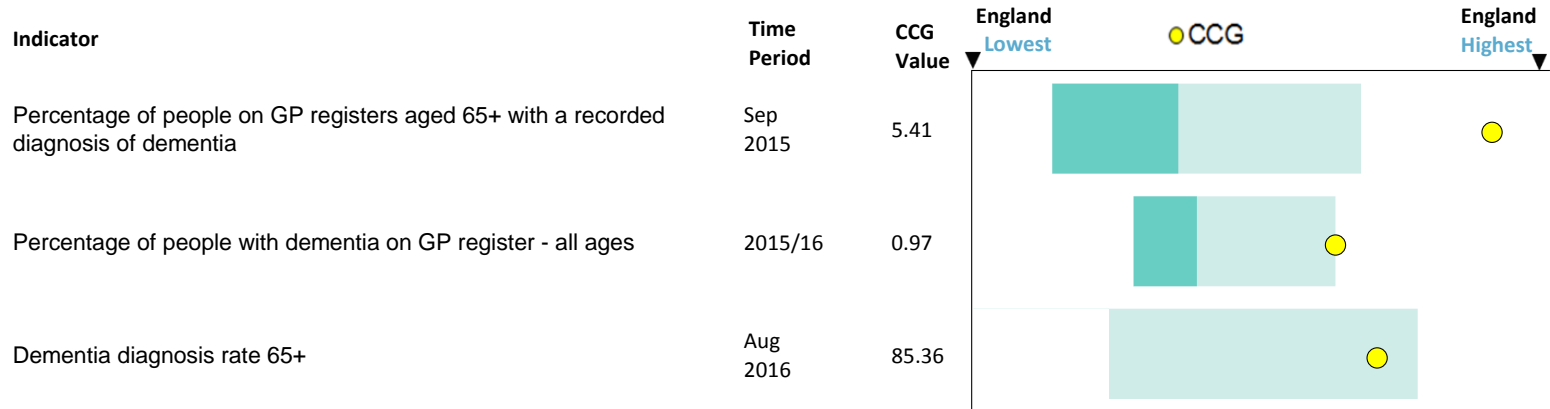 Indicator
Time Period
CCG Value
England Lowest
CCG
England Highest
Percentage of people on GP registers aged 65+ with a recorded
diagnosis of dementia
Sep
2015
5.41
Percentage of people with dementia on GP register - all ages
2015/16
0.97
Dementia diagnosis rate 65+
Aug
2016
85.36